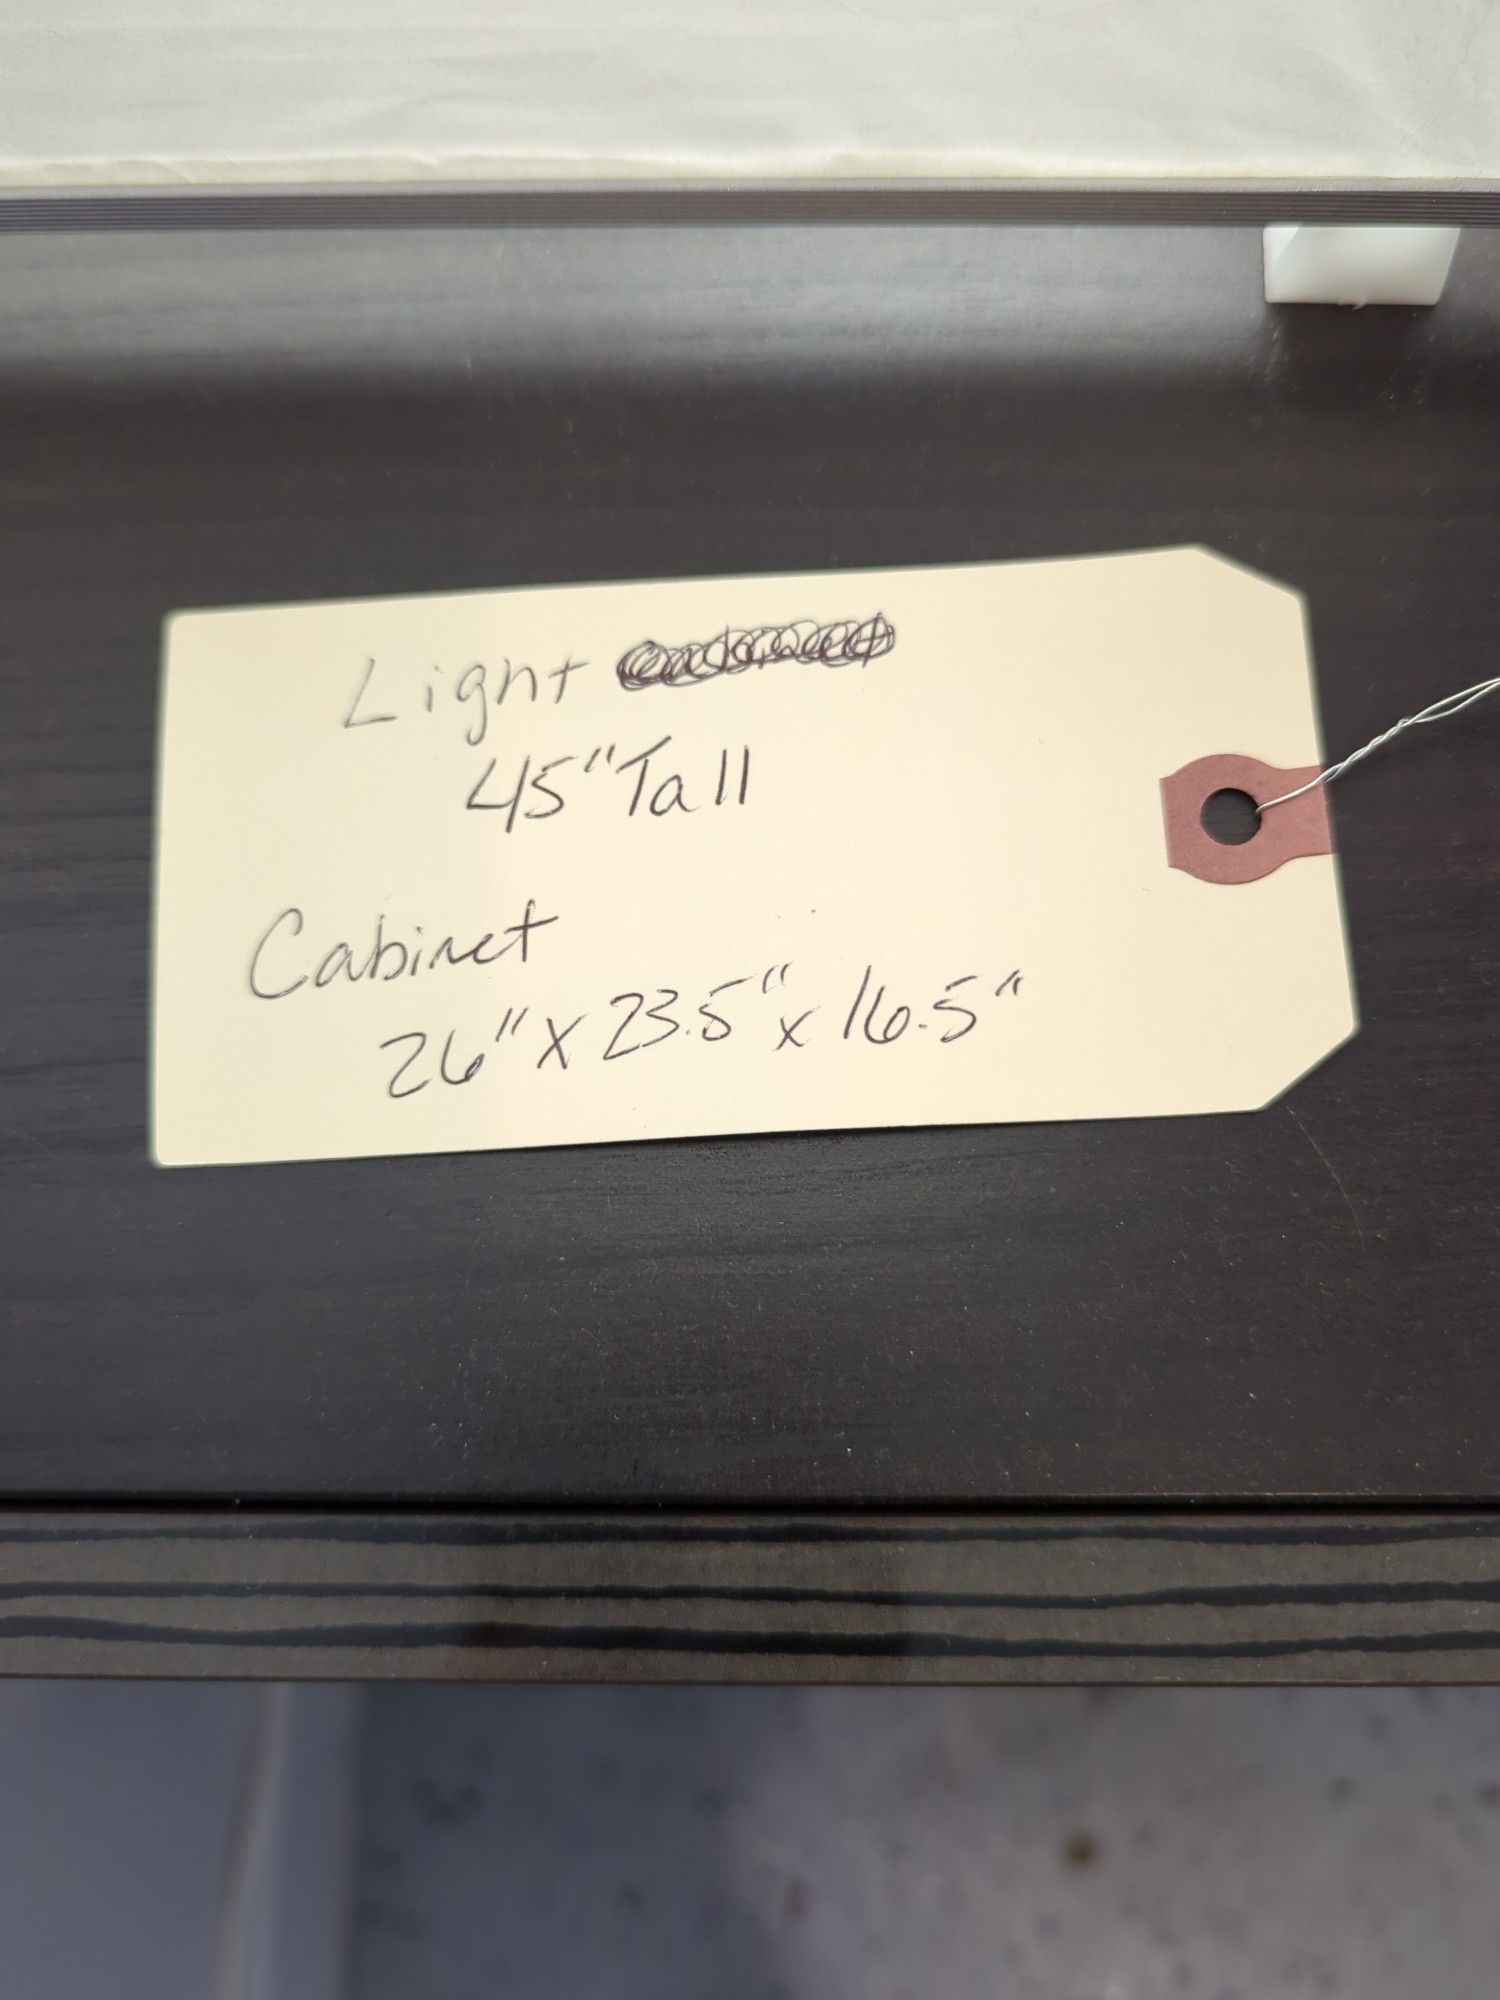 Light
45" Tall
Cabinet
26" x 23.5" x 16.5"